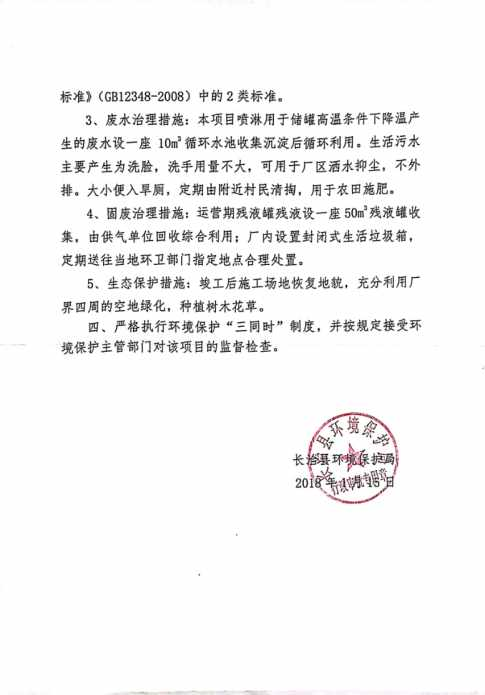 标准》（GB12348-2008）中的2类标准。
3、废水治理措施：本项目喷淋用于储罐高温条件下降温产
生的废水设一座 10m³循环水池收集沉淀后循环利用。生活污水
主要产生为洗脸，洗手用量不大，可用于厂区洒水抑尘，不外
排。大小便入旱厕，定期由附近村民清掏，用于农田施肥。
4、固废治理措施：运营期残液罐残液设一座50m³残液罐收
集，由供气单位回收综合利用；厂内设置封闭式生活垃圾箱，
定期送往当地环卫部门指定地点合理处置。
5、生态保护措施：竣工后施工场地恢复地貌，充分利用厂
界四周的空地绿化，种植树木花草。
四、严格执行环境保护“三同时”制度，并按规定接受环
境保护主管部门对该项目的监督检查。
长治县环境保护局
2018年1月15日
长治县环境保护局
行政审批专用章